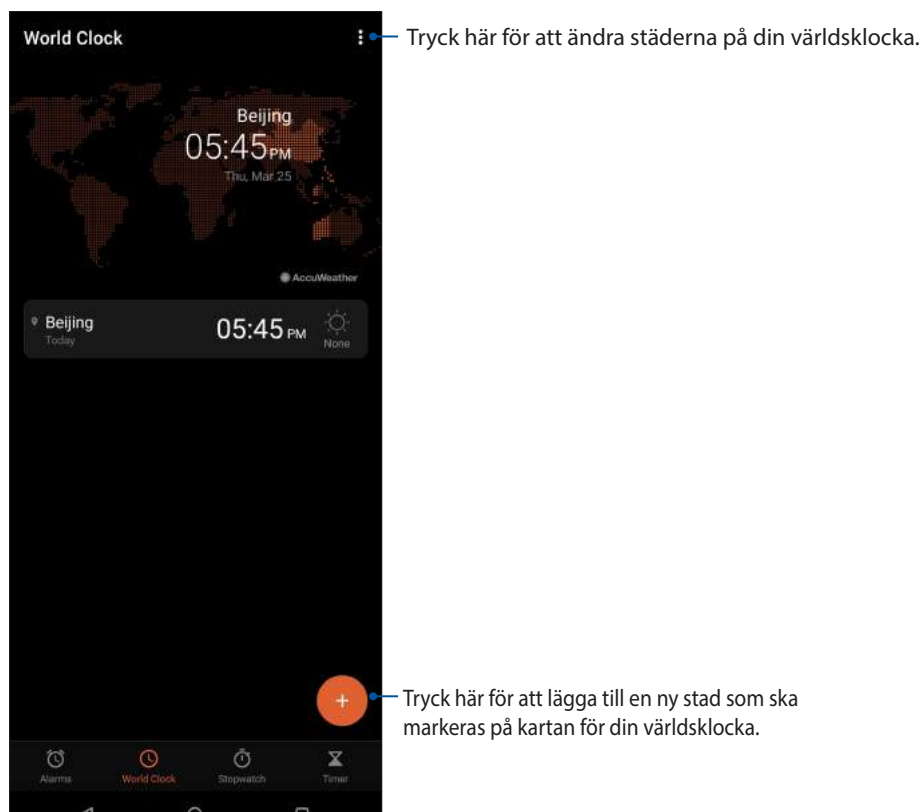 World Clock
Tryck här för att ändra städerna på din världsklocka.
Beijing
05:45 PM
Thu, Mar 25
AccuWeather
Beijing
Today
05:45 PM
None
+
Tryck här för att lägga till en ny stad som ska
markeras på kartan för din världsklocka.
Alarms
World Clock
Stopwatch
Timer